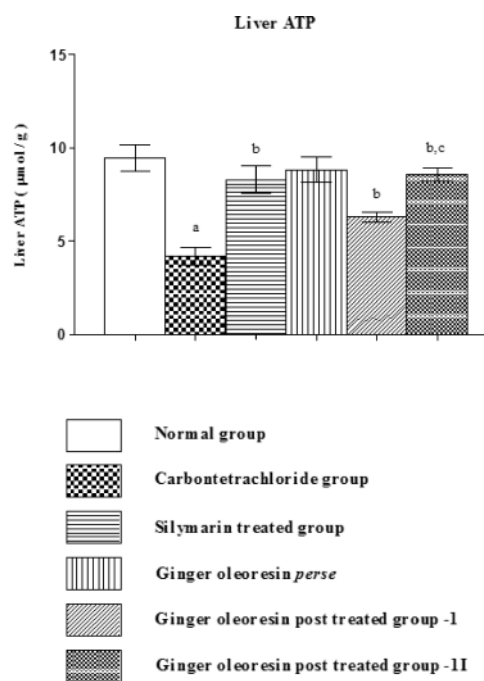 Liver ATP
Liver ATP ( µmol / g )
15
10
5
0
a
b
b
b,c
Normal group
Carbontetrachloride group
Silymarin treated group
Ginger oleoresin perse
Ginger oleoresin post treated group -1
Ginger oleoresin post treated group -1I